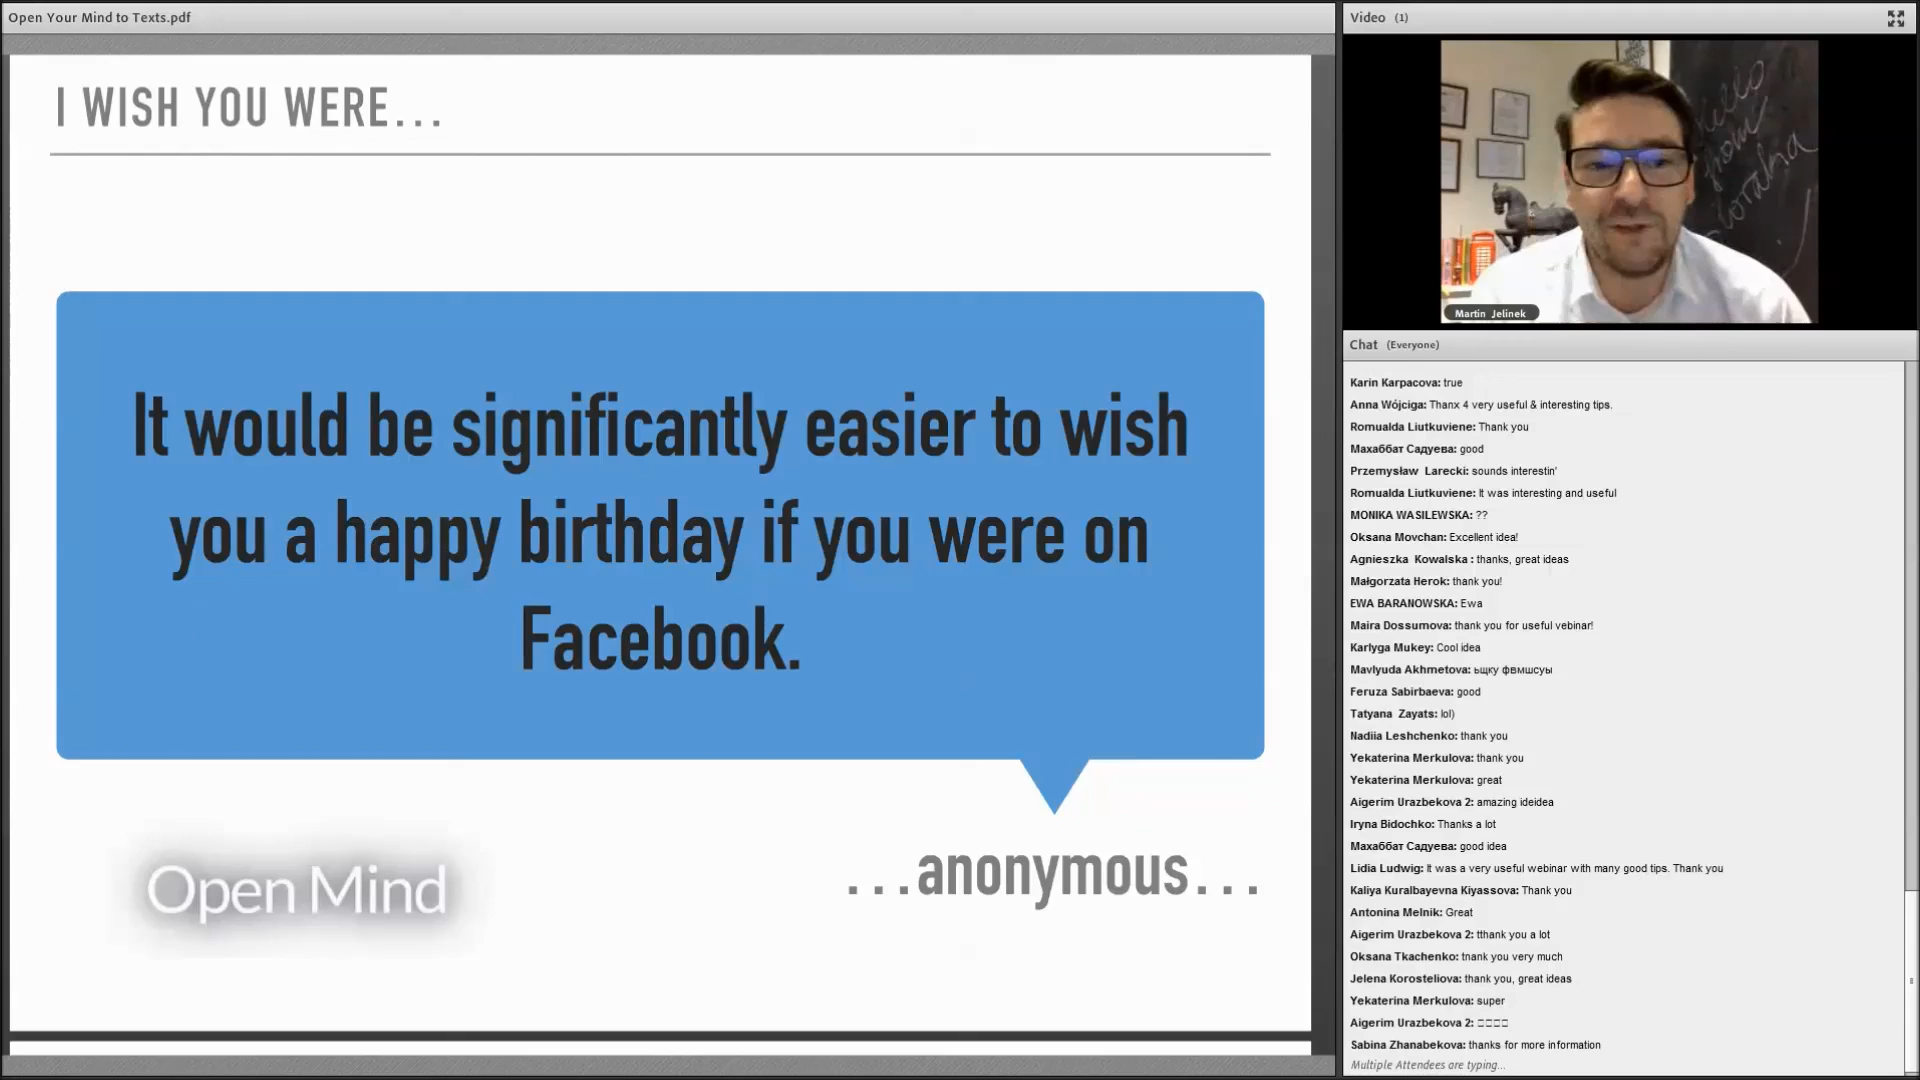 Open Your Mind to Texts.pdf
I WISH YOU WERE...
It would be significantly easier to wish
you a happy birthday if you were on
Facebook.
...anonymous...
Open Mind
Video (1)
Hello
from
Martin Jelinek
Chat (Everyone)
Karin Karpacova: true
Anna Wójciga: Thanx 4 very useful & interesting tips.
Romualda Liutkuviene: Thank you
Махаббат Садуева: good
Przemysław Larecki: sounds interestin'
Romualda Liutkuviene: It was interesting and useful
MONIKA WASILEWSKA: ??
Oksana Movchan: Excellent idea!
Agnieszka Kowalska : thanks, great ideas
Małgorzata Herok: thank you!
EWA BARANOWSKA: Ewa
Maira Dossumova: thank you for useful vebinar!
Karlyga Mukey: Cool idea
Mavlyuda Akhmetova: ьщку фвмшсуы
Feruza Sabirbaeva: good
Tatyana Zayats: lol)
Nadiia Leshchenko: thank you
Yekaterina Merkulova: thank you
Yekaterina Merkulova: great
Aigerim Urazbekova 2: amazing ideidea
Iryna Bidochko: Thanks a lot
Махаббат Садуева: good idea
Lidia Ludwig: It was a very useful webinar with many good tips. Thank you
Kaliya Kuralbayevna Kiyassova: Thank you
Antonina Melnik: Great
Aigerim Urazbekova 2: tthank you a lot
Oksana Tkachenko: tnank you very much
Jelena Korosteliova: thank you, great ideas
Yekaterina Merkulova: super
Aigerim Urazbekova 2: □□□□
Sabina Zhanabekova: thanks for more information
Multiple Attendees are typing...